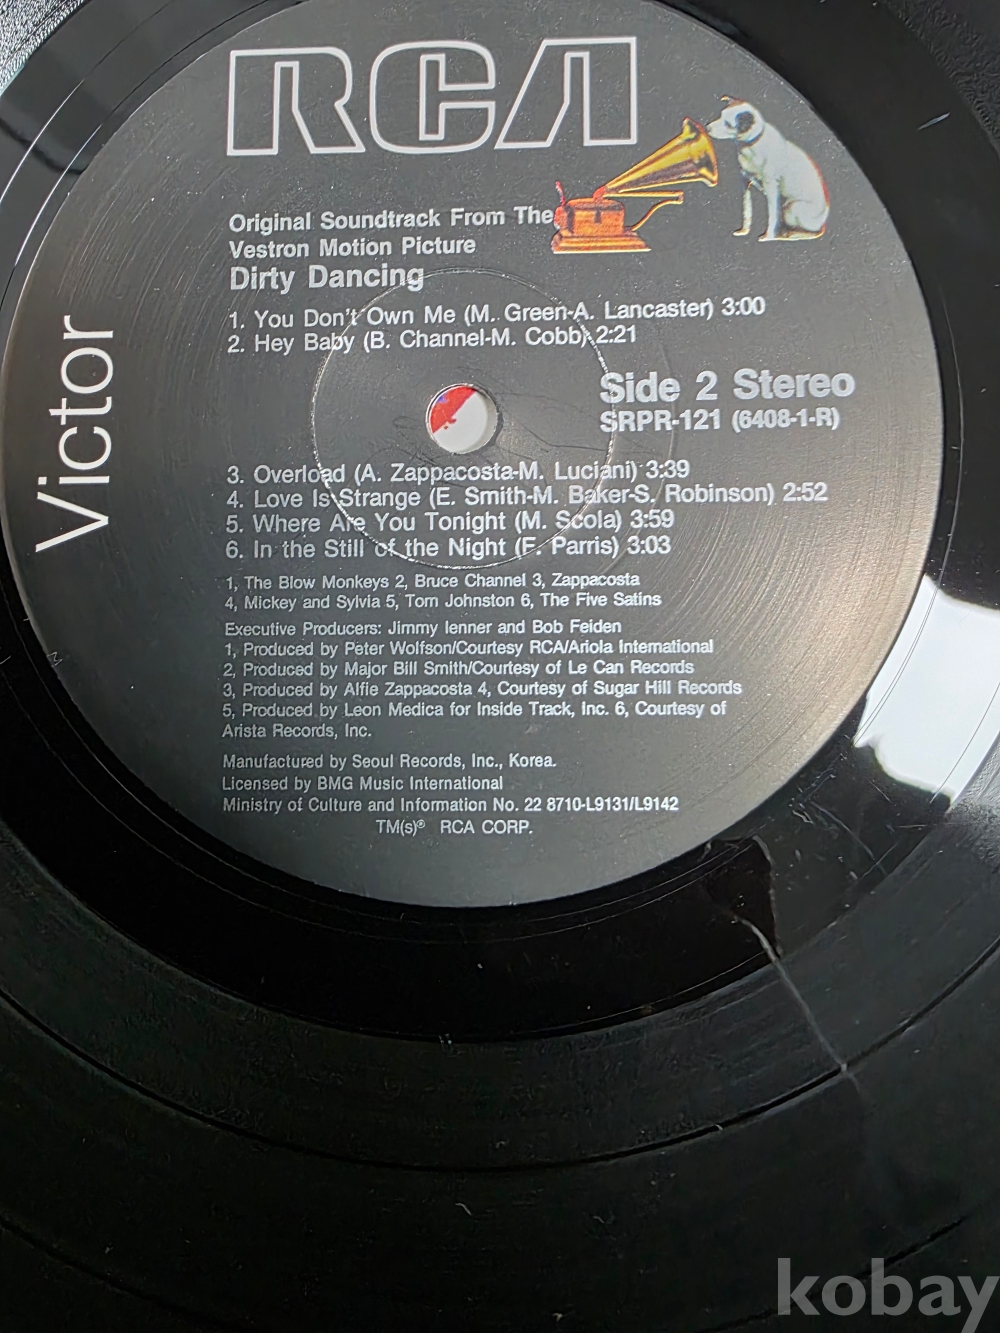 RCA
Victor
Original Soundtrack From The
Vestron Motion Picture
Dirty Dancing
1. You Don't Own Me (M. Green-A. Lancaster) 3:00
2. Hey Baby (B. Channel-M. Cobb) 2:21
Side 2 Stereo
SRPR-121 (6408-1-R)
3. Overload (A. Zappacosta-M. Luciani) 3:39
4. Love Is Strange (E. Smith-M. Baker-S. Robinson) 2:52
5. Where Are You Tonight (M. Scola) 3:59
6. In the Still of the Night (F. Parris) 3:03
1, The Blow Monkeys 2, Bruce Channel 3, Zappacosta
4, Mickey and Sylvia 5, Tom Johnston 6, The Five Satins
Executive Producers: Jimmy Ienner and Bob Feiden
1, Produced by Peter Wolfson/Courtesy RCA/Ariola International
2, Produced by Major Bill Smith/Courtesy of Le Can Records
3, Produced by Alfie Zappacosta 4, Courtesy of Sugar Hill Records
5, Produced by Leon Medica for Inside Track, Inc. 6, Courtesy of
Arista Records, Inc.
Manufactured by Seoul Records, Inc., Korea.
Licensed by BMG Music International
Ministry of Culture and Information No. 22 8710-L9131/L9142
TM(s)® RCA CORP.
kobay